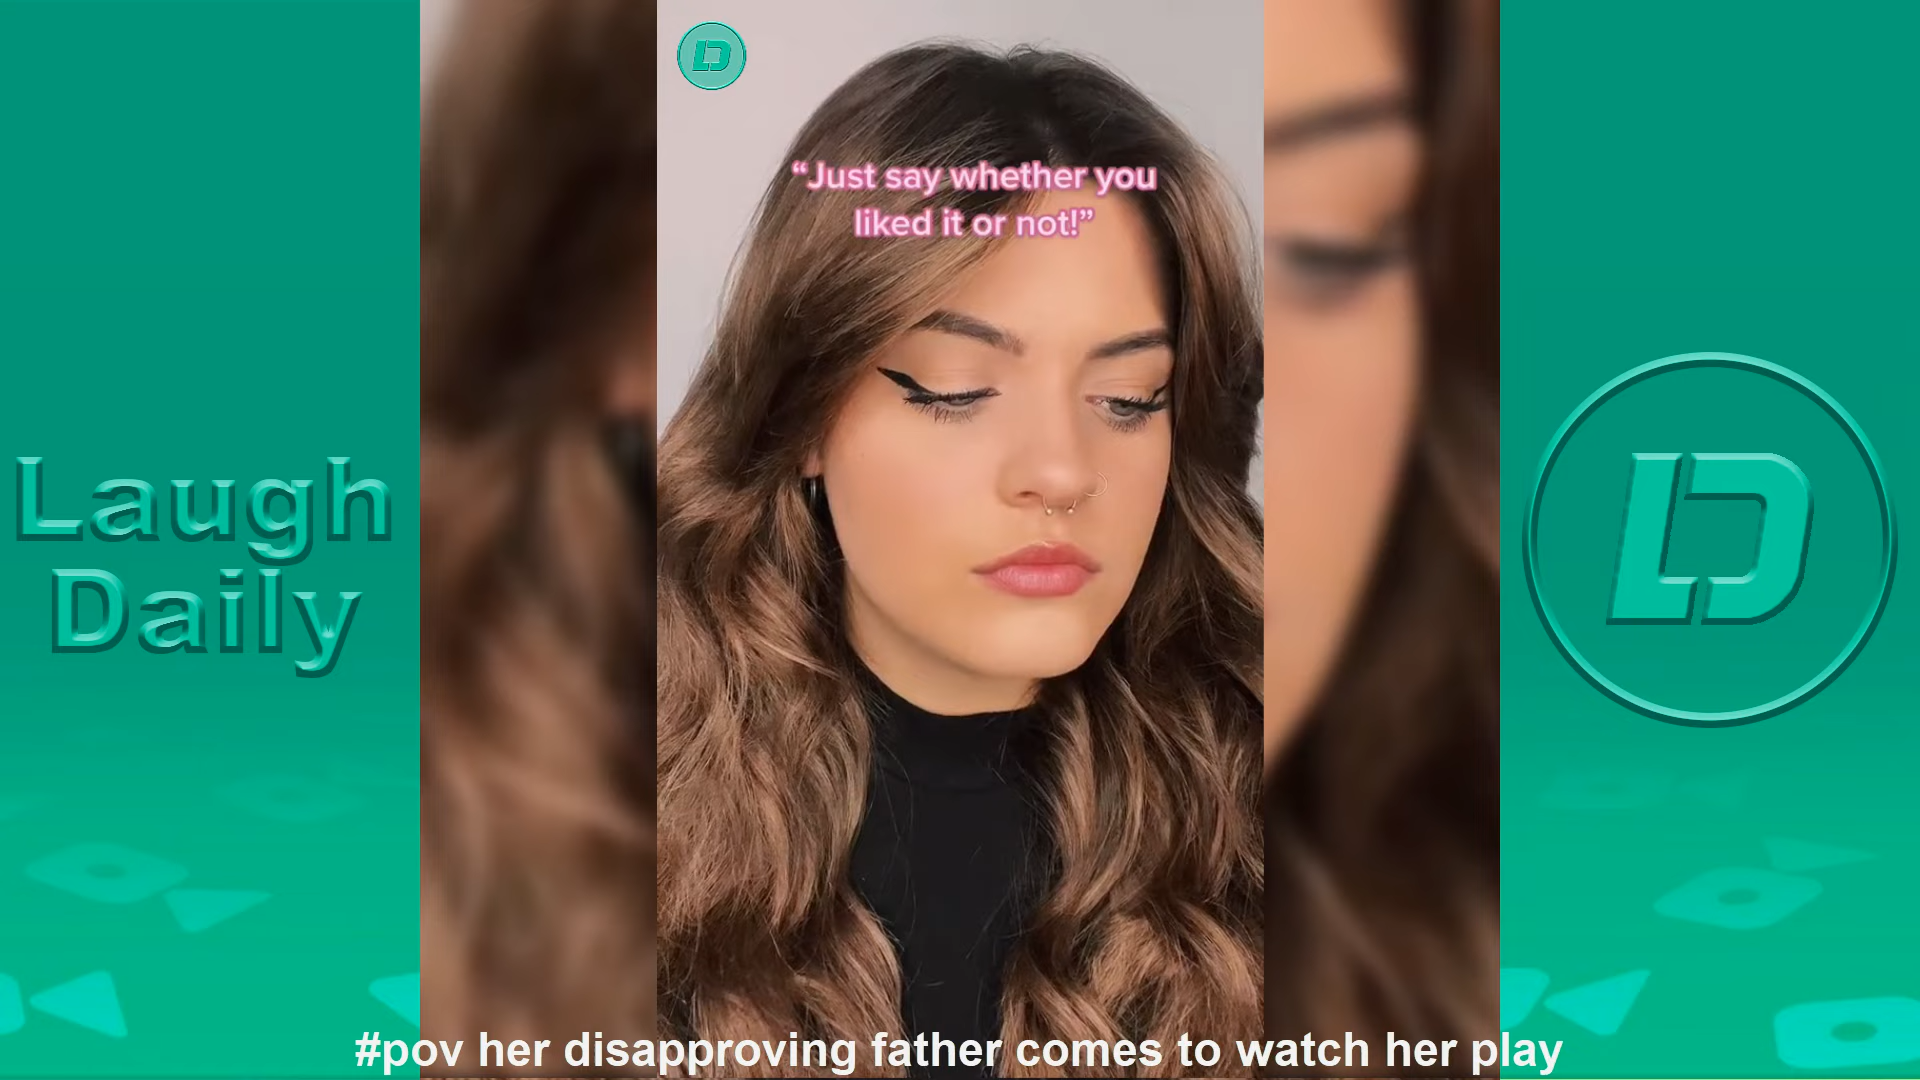 Laugh
Daily
“Just say whether you
liked it or not!”
#pov her disapproving father comes to watch her play
LD
LD